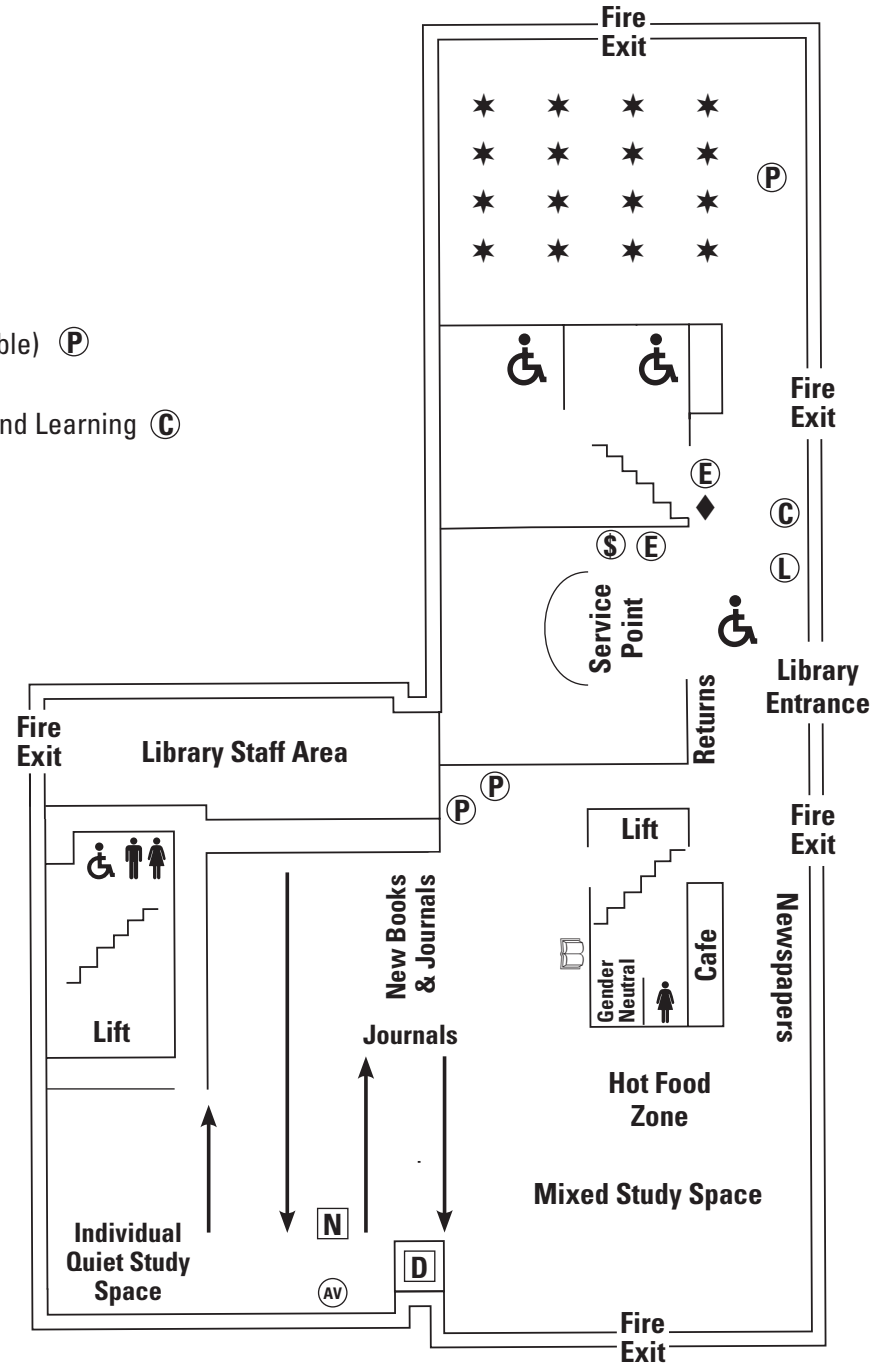 Fire
Exit
P
ble) P
Fire
Exit
nd Learning C
E
C
$ E
L
Service
Point
Library
Entrance
Returns
Fire
Exit
Library Staff Area
P
P
Lift
Fire
Exit
New Books
& Journals
Cafe
Newspapers
Gender
Neutral
Lift
Journals
Hot Food
Zone
Mixed Study Space
N
Individual
Quiet Study
Space
D
AV
Fire
Exit